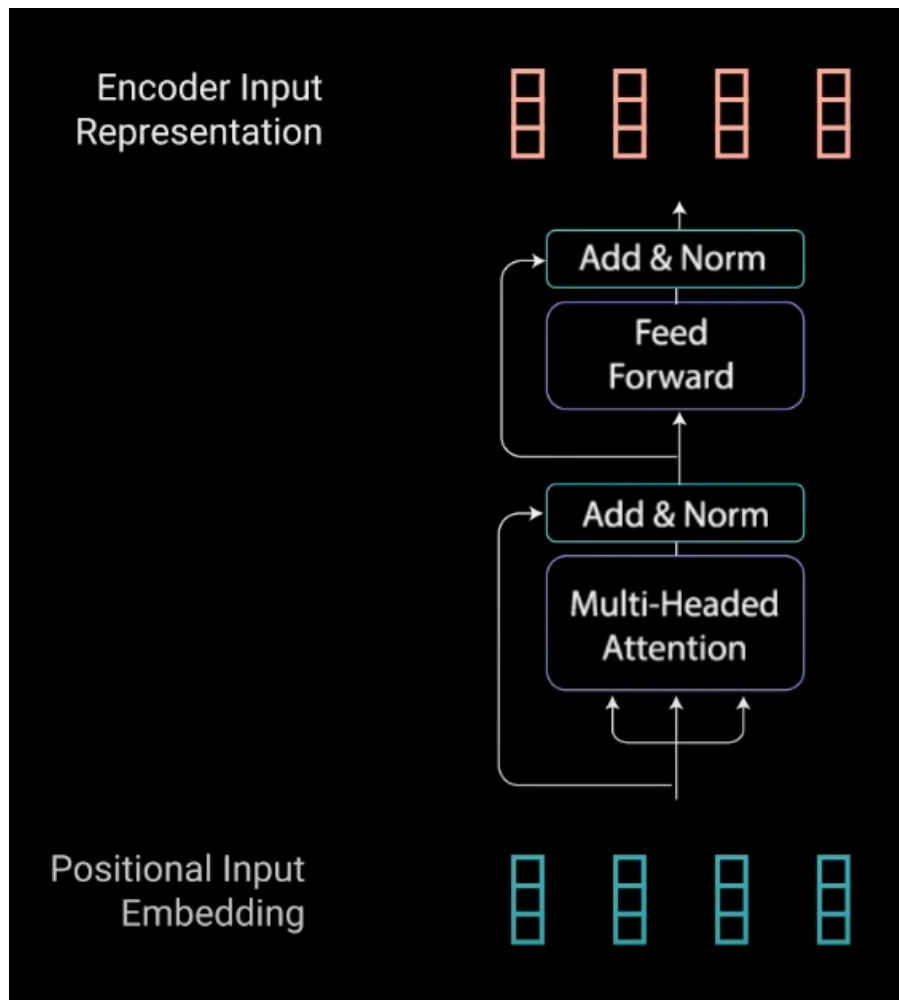 Encoder Input
Representation
Add & Norm
Feed
Forward
Add & Norm
Multi-Headed
Attention
Positional Input
Embedding